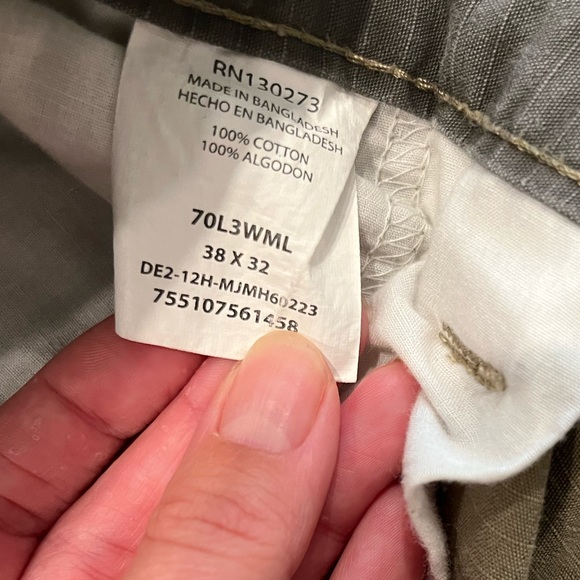 RN130273
MADE IN BANGLADESH
HECHO EN BANGLADESH
100% COTTON
100% ALGODON
70L3WML
38 X 32
DE2-12H-MJMH60223
755107561458